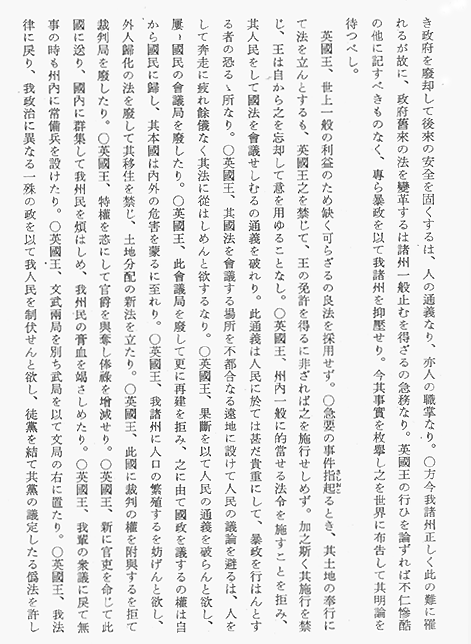 き政府を廢却して後來の安全を固くするは、人の通義なり、亦人の職掌なり。〇方今我諸州正しく此の難に罹
れるが故に、政府舊來の法を變革するは諸州一般止むを得ざるの急務なり。英國王の行ひを論ずれば不仁慘酷
の他に記すべきものなく、專ら暴政を以て我諸州を抑壓せり。今其事實を枚擧し之を世界に布告して其明論を
待つべし。
英國王、世上一般の利益のため缺く可らざるの良法を採用せず。〇急要の事件指起るとき、其土地の奉行に
て法を立んとするも、英國王之を禁じて、王の免許を得るに非ざれば之を施行せしめず。加之斯く其施行を禁
じ、王は自から之を忘却して意を用ゆることなし。〇英國王、州內一般に的當せる法令を施すことを拒み、
其人民をして國法を會議せしむるの通義を破れり。此通義は人民に於ては甚だ貴重にして、暴政を行はんとす
る者の恐るゝ所なり。〇英國王、其國法を會議する場所を不都合なる遠地に設けて人民の議論を避るは、人を
して奔走に疲れ餘儀なく其法に從はしめんと欲するなり。〇英國王、果斷を以て人民の通義を破らんと欲し、
屢〻國民の會議局を廢したり。〇英國王、此會議局を廢して更に再建を拒み、之に由て國政を議するの權は自
から國民に歸し、其本國は內外の危害を蒙るに至れり。〇英國王、我諸州に人口の繁殖するを妨げんと欲し、
外人歸化の法を廢して其移住を禁じ、土地分配の新法を立たり。〇英國王、此國に裁判の權を附與するを拒て
裁判局を廢したり。〇英國王、特權を恣にして官爵を與奪し俸祿を增減せり。〇英國王、新に官吏を命じて此
國に送り、國內に群集して我州民を煩はしめ、我州民の膏血を竭さしめたり。〇英國王、我輩の衆議に戾て無
事の時も州內に常備兵を設けたり。〇英國王、文武兩局を別ち武局を以て文局の右に置たり。〇英國王、我法
律に戾り、我政治に異なる一殊の政を以て我人民を制伏せんと欲し、徒黨を結て其黨の議定したる僞法を許し